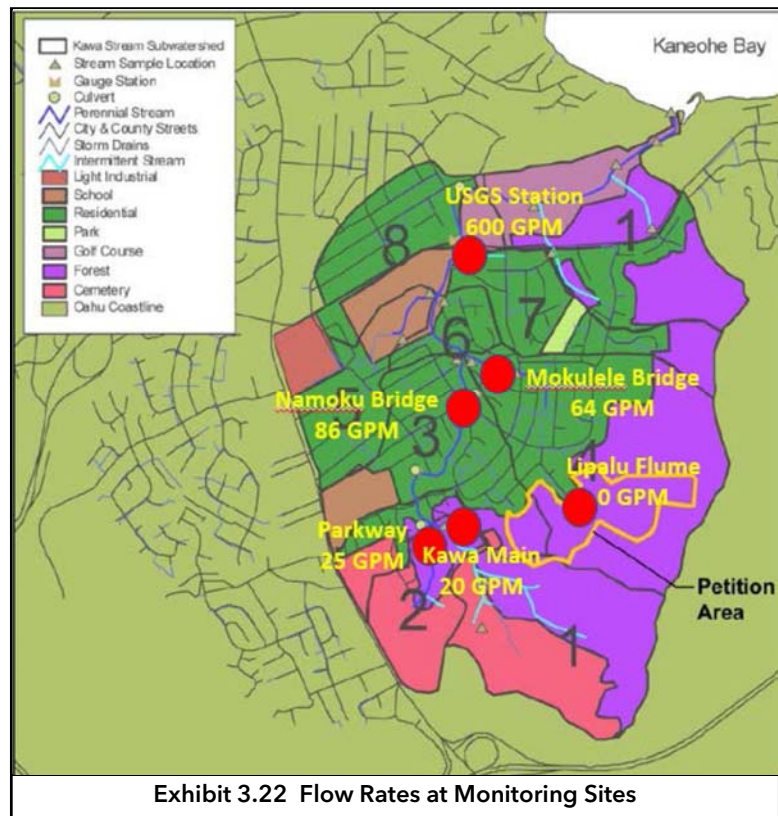 Kawa Stream Subwatershed
Stream Sample Location
Gauge Station
Culvert
Perennial Stream
City & County Streets
Storm Drains
Intermittent Stream
Light Industrial
School
Residential
Park
Golf Course
Forest
Cemetery
Oahu Coastline
Kaneohe Bay
USGS Station
600 GPM
1
8
7
6
Mokulele Bridge
64 GPM
Namoku Bridge
86 GPM
3
Lipalu Flume
0 GPM
Parkway
25 GPM
Kawa Main
20 GPM
Petition
Area
2
1
Exhibit 3.22 Flow Rates at Monitoring Sites